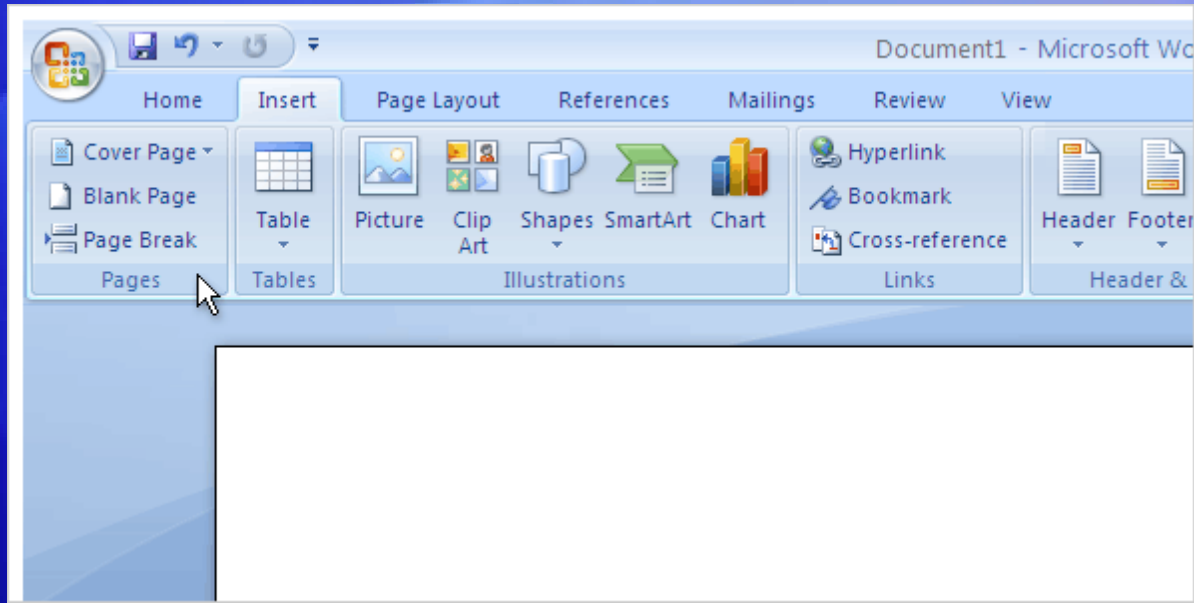 Document1 - Microsoft Wo
Home Insert Page Layout References Mailings Review View
Cover Page
Blank Page
Page Break
Pages
Table
Tables
Picture
Clip
Art
Shapes
SmartArt
Chart
Illustrations
Hyperlink
Bookmark
Cross-reference
Links
Header
Footer
Header &